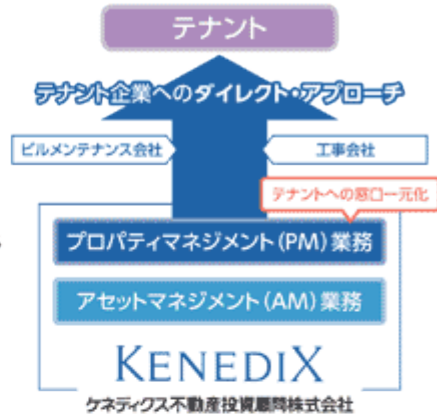 テナント
テナント企業へのダイレクト・アプローチ
ビルメンテナンス会社
工事会社
テナントへの窓口一元化
プロパティマネジメント(PM)業務
アセットマネジメント(AM)業務
KENEDIX
ケネディクス不動産投資顧問株式会社